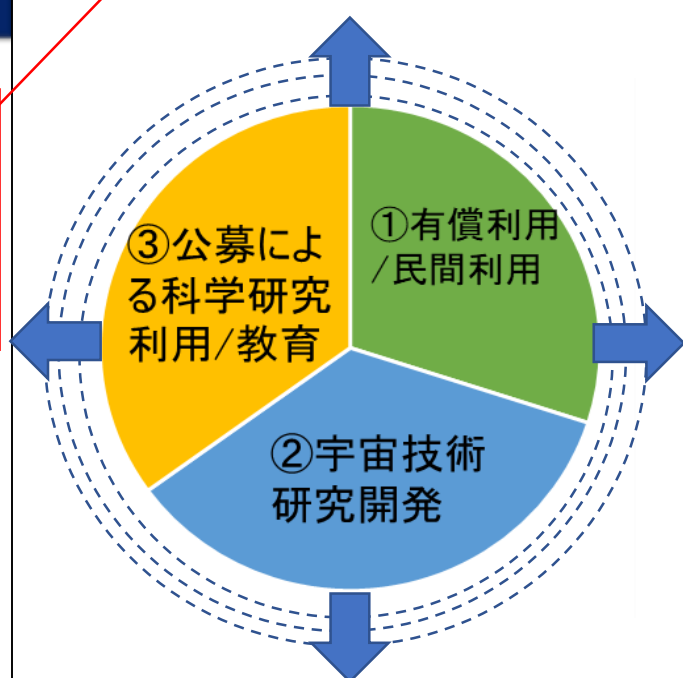 ①有償利用
/民間利用
②宇宙技術
研究開発
③公募によ
る科学研究
利用/教育